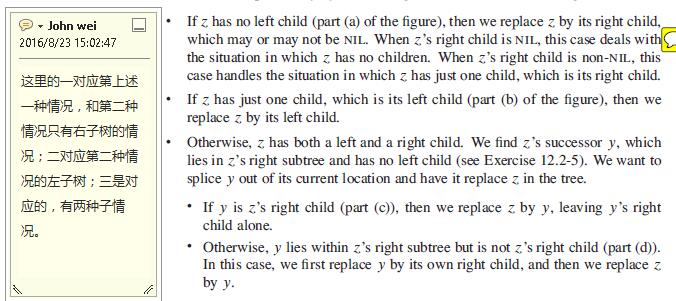 John wei
2016/8/23 15:02:47
这里的一对应第上述
一种情况，和第二种
情况只有右子树的情
况；二对应第二种情
况的左子树；三是对
应的，有两种子情
况。
• If z has no left child (part (a) of the figure), then we replace z by its right child,
which may or may not be NIL. When z's right child is NIL, this case deals with
the situation in which z has no children. When z's right child is non-NIL, this
case handles the situation in which z has just one child, which is its right child.
• If z has just one child, which is its left child (part (b) of the figure), then we
replace z by its left child.
• Otherwise, z has both a left and a right child. We find z's successor y, which
lies in z's right subtree and has no left child (see Exercise 12.2-5). We want to
splice y out of its current location and have it replace z in the tree.
• If y is z's right child (part (c)), then we replace z by y, leaving y's right
child alone.
• Otherwise, y lies within z's right subtree but is not z's right child (part (d)).
In this case, we first replace y by its own right child, and then we replace z
by y.